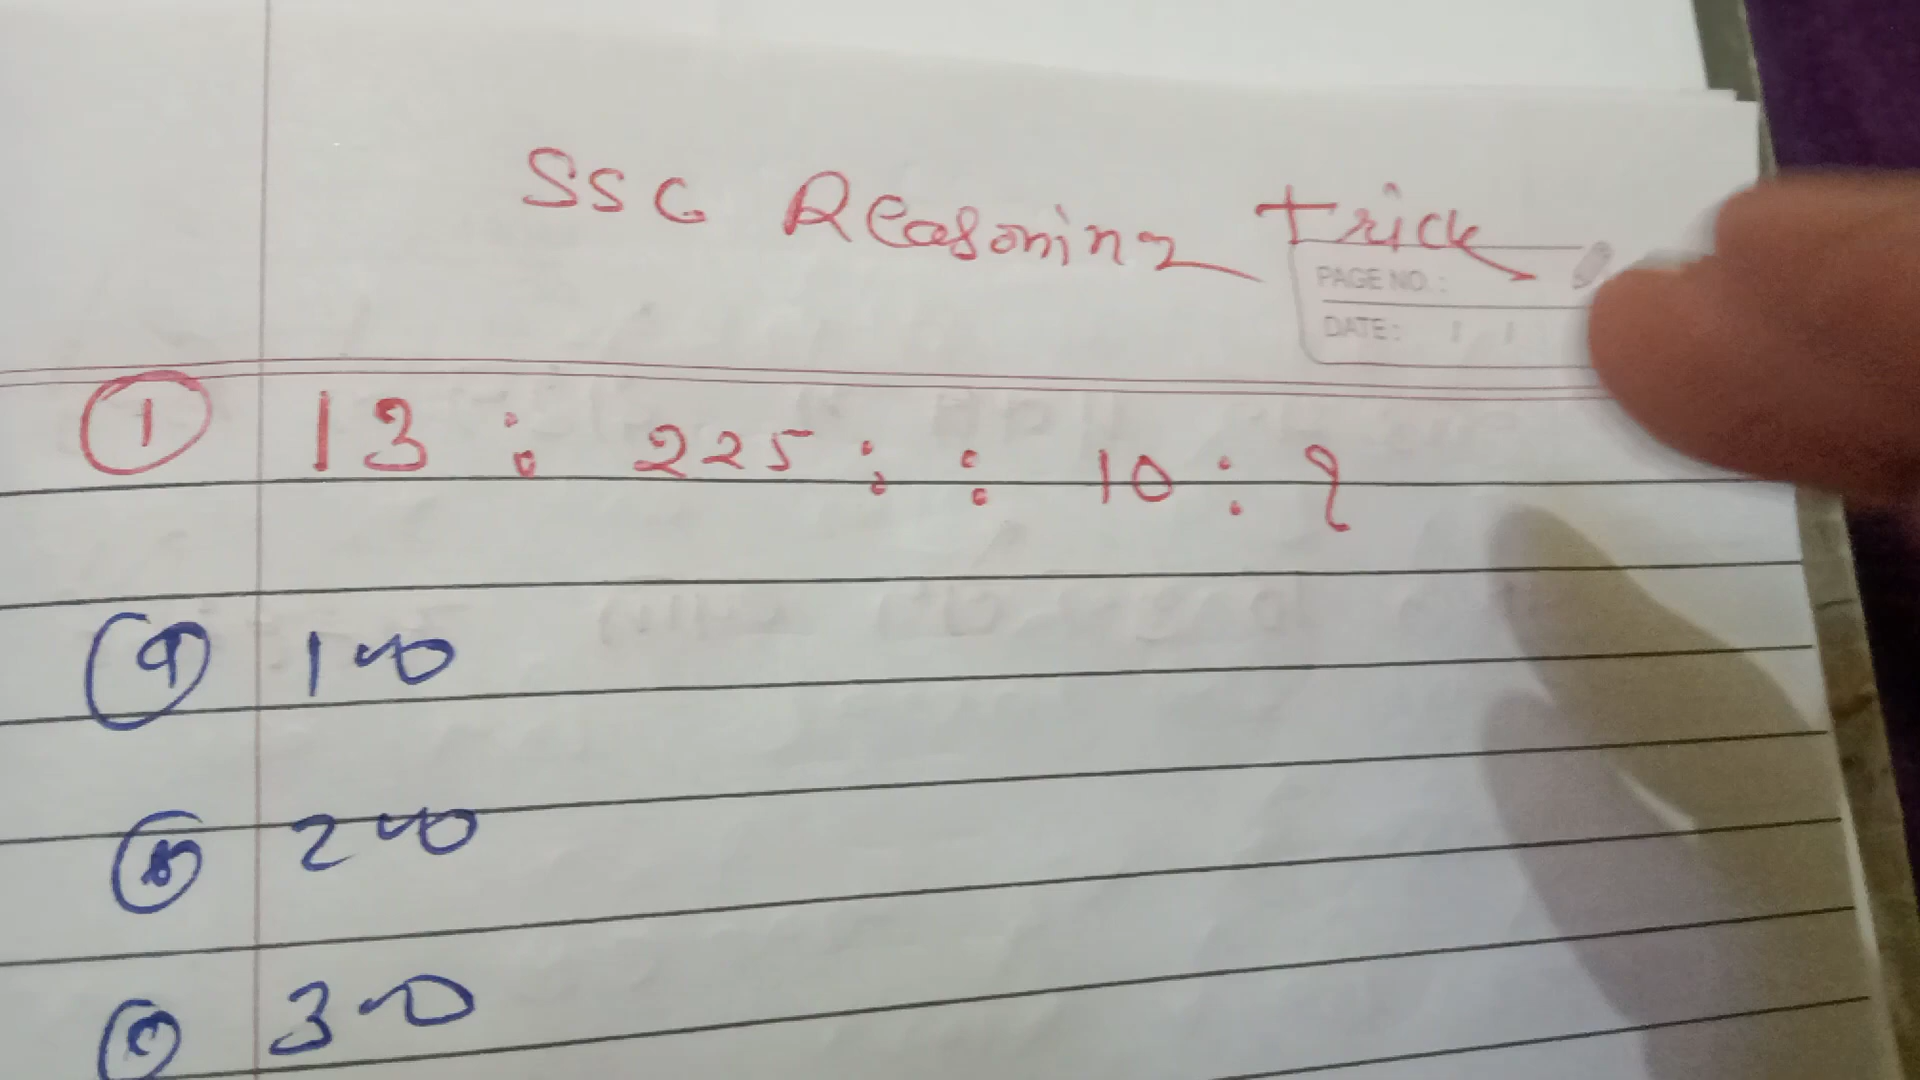 SSC Reasoning Trick
PAGE NO.:
DATE: / /
① 13 : 225 : : 10 : ?
ⓐ 100
ⓑ 200
ⓒ 300